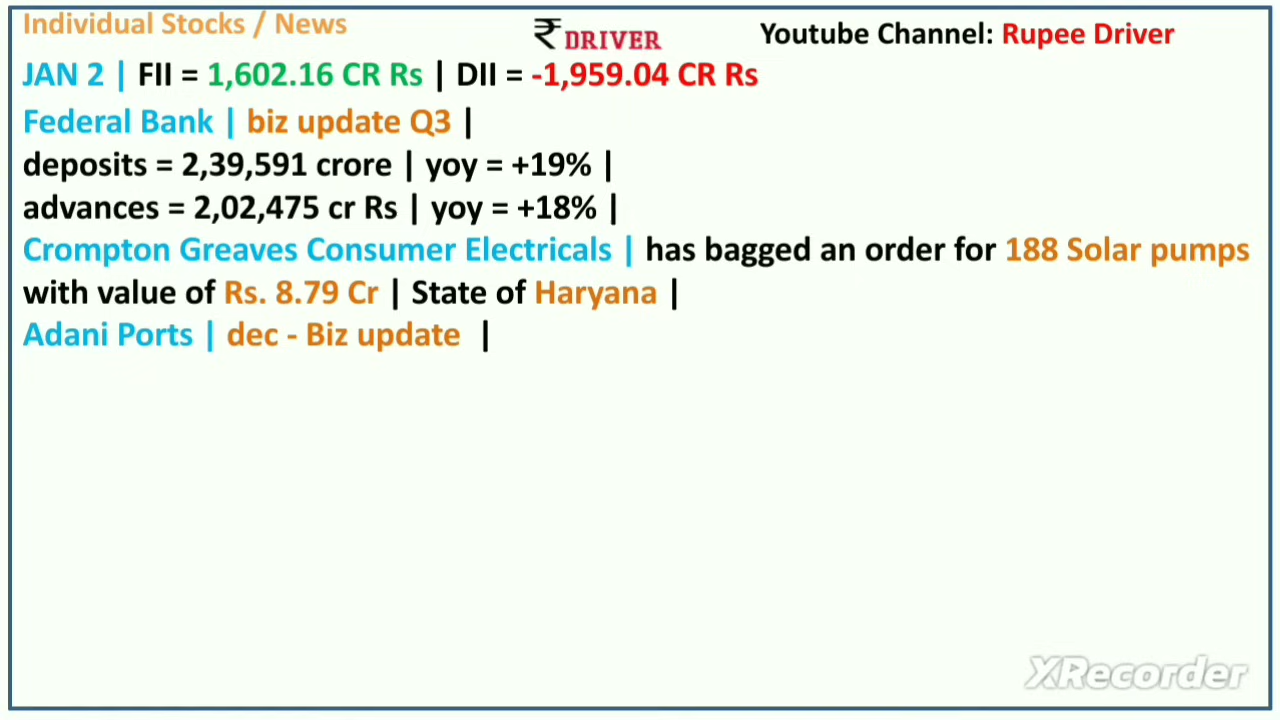 Individual Stocks / News
₹ DRIVER
Youtube Channel: Rupee Driver
JAN 2 | FII = 1,602.16 CR Rs | DII = -1,959.04 CR Rs
Federal Bank | biz update Q3 |
deposits = 2,39,591 crore | yoy = +19% |
advances = 2,02,475 cr Rs | yoy = +18% |
Crompton Greaves Consumer Electricals | has bagged an order for 188 Solar pumps
with value of Rs. 8.79 Cr | State of Haryana |
Adani Ports | dec - Biz update |
XRecorder